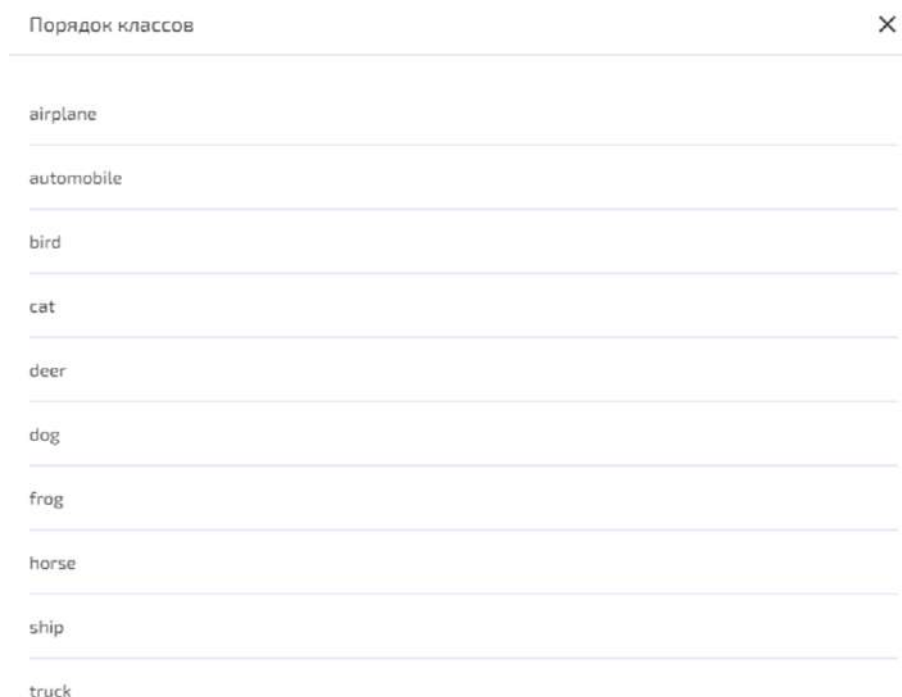 Порядок классов
airplane
automobile
bird
cat
deer
dog
frog
horse
ship
truck